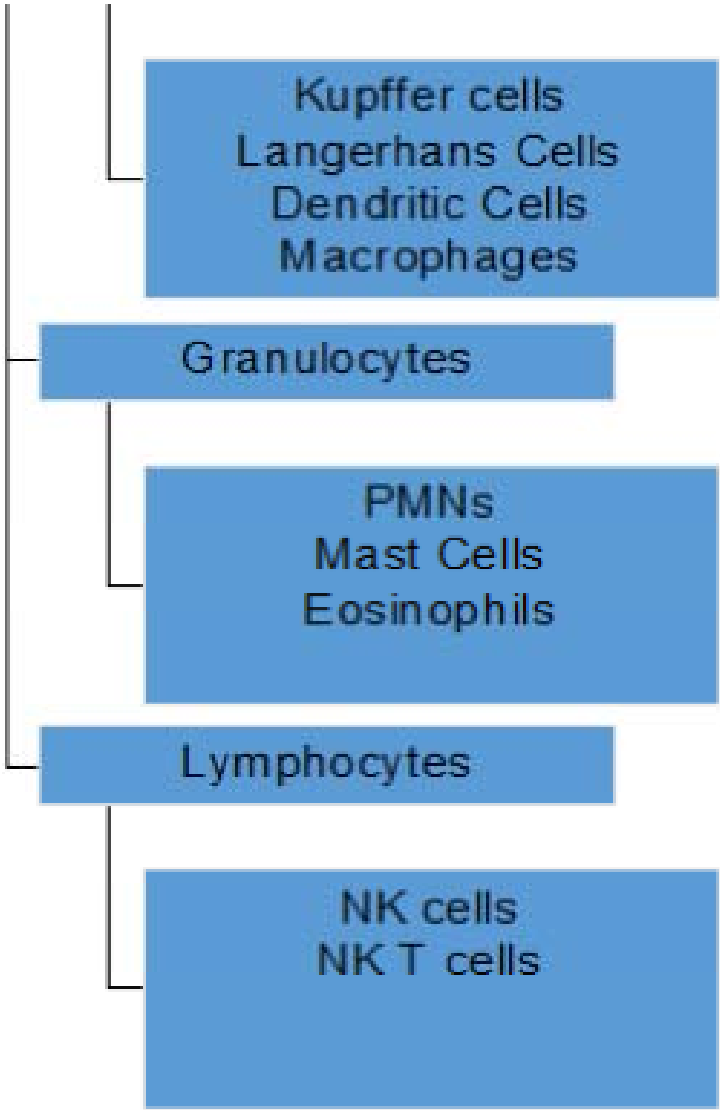 Kupffer cells
Langerhans Cells
Dendritic Cells
Macrophages
Granulocytes
PMNs
Mast Cells
Eosinophils
Lymphocytes
NK cells
NK T cells